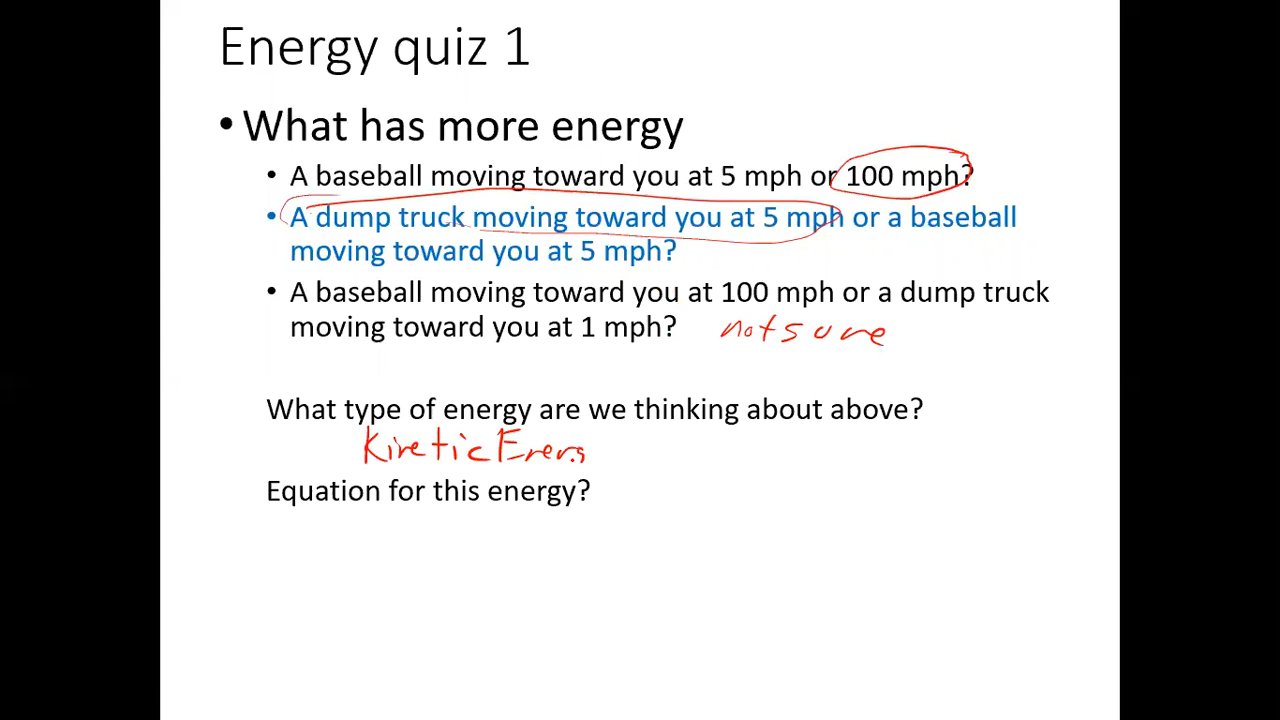 Energy quiz 1
• What has more energy
• A baseball moving toward you at 5 mph or 100 mph?
• A dump truck moving toward you at 5 mph or a baseball
moving toward you at 5 mph?
• A baseball moving toward you at 100 mph or a dump truck
moving toward you at 1 mph? not sure
What type of energy are we thinking about above?
Kinetic Energ
Equation for this energy?